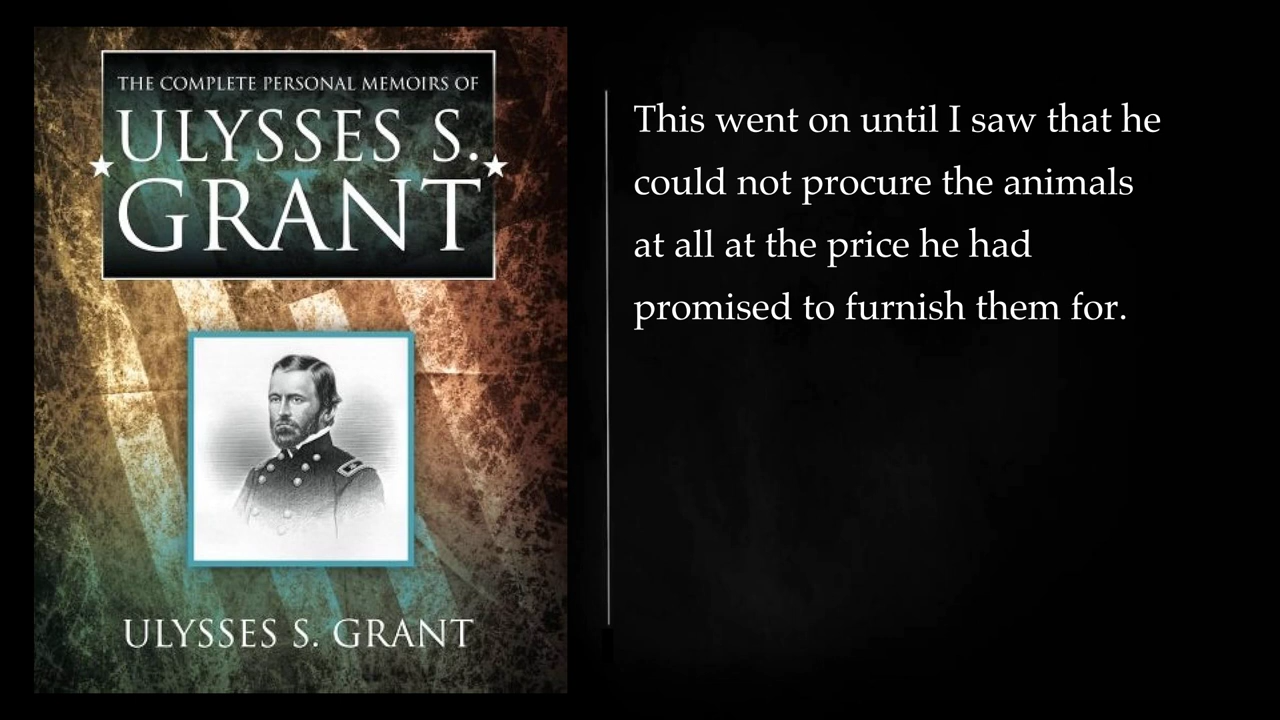 THE COMPLETE PERSONAL MEMOIRS OF
ULYSSES S.
GRANT
ULYSSES S. GRANT
This went on until I saw that he
could not procure the animals
at all at the price he had
promised to furnish them for.